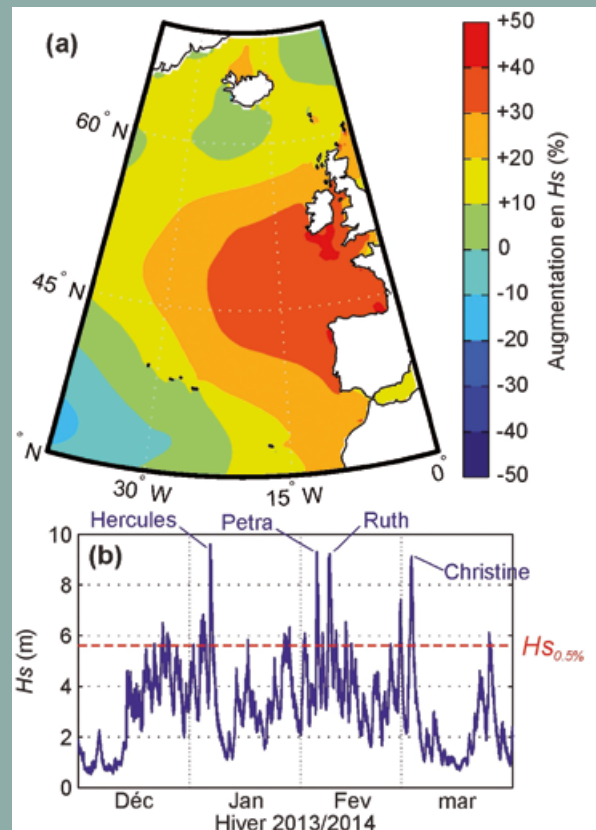 (a)
60° N
45° N
° N
30° W
15° W
0°
+50
+40
+30
+20
+10
0
-10
-20
-30
-40
-50
Augmentation en Hs (%)
(b)
Hercules
Petra
Ruth
Christine
Hs (m)
10
8
6
4
2
0
Hs0.5%
Déc
Jan
Fev
mar
Hiver 2013/2014